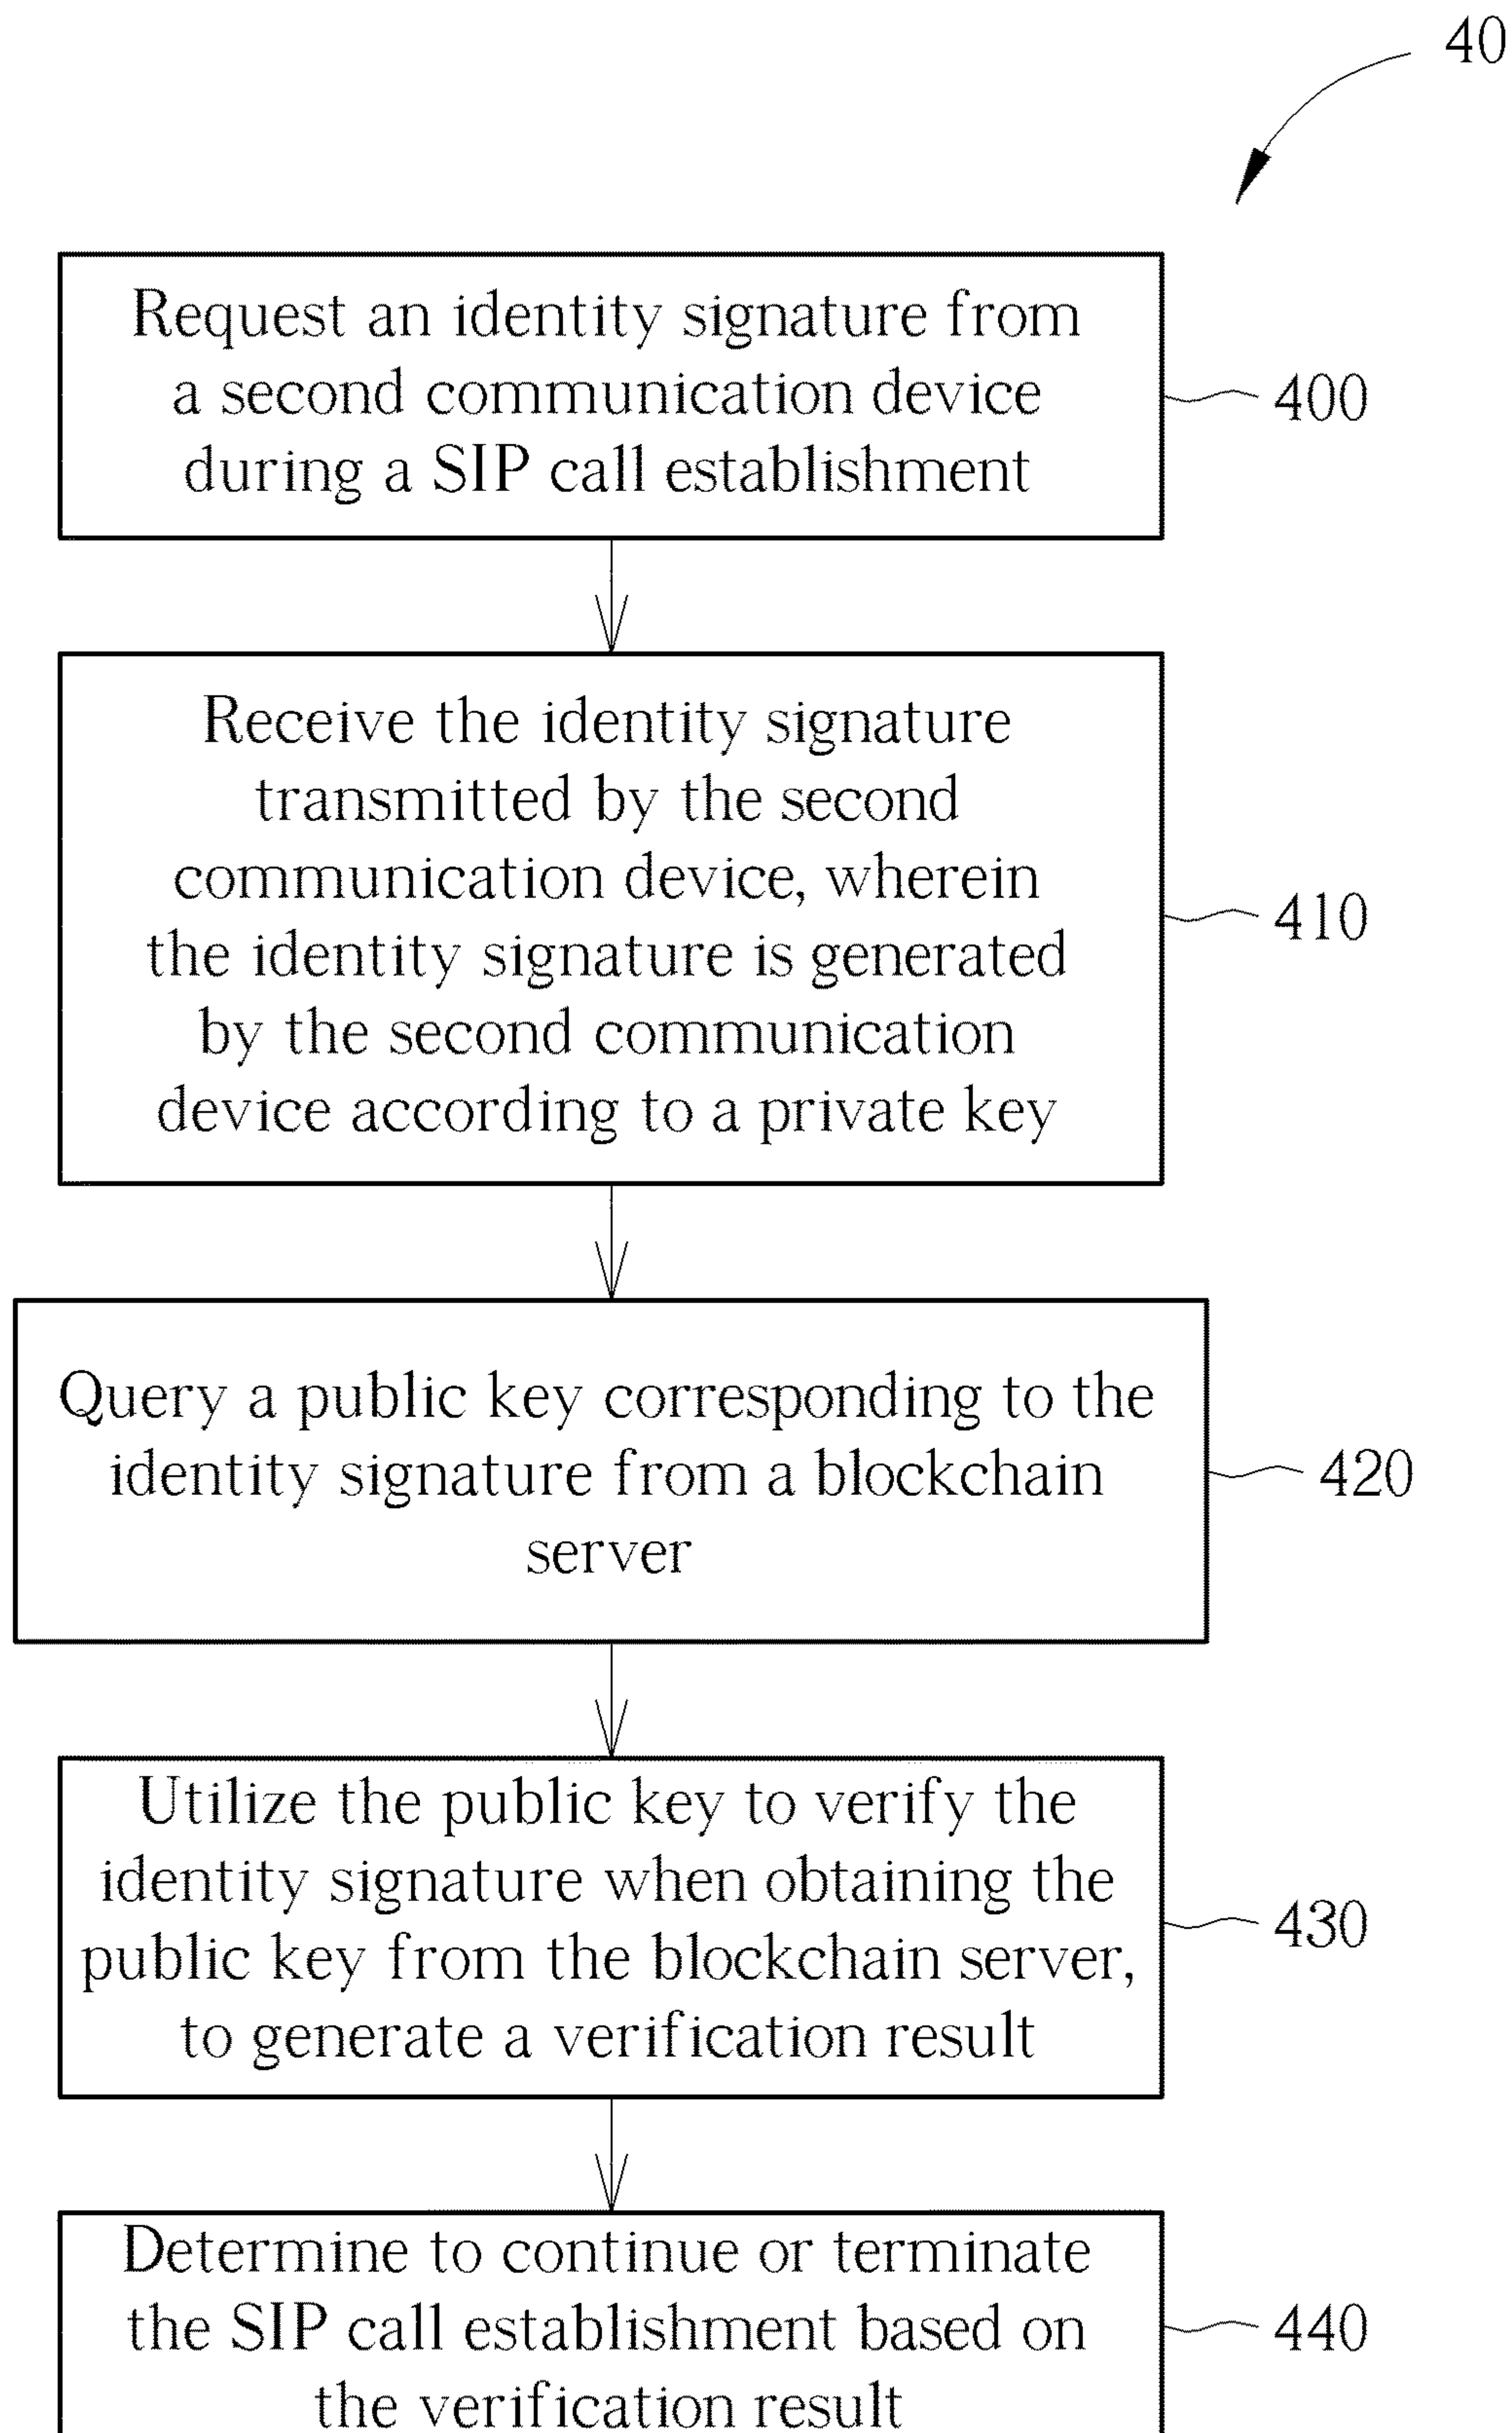 40
Request an identity signature from
a second communication device
during a SIP call establishment
400
Receive the identity signature
transmitted by the second
communication device, wherein
the identity signature is generated
by the second communication
device according to a private key
410
Query a public key corresponding to the
identity signature from a blockchain
server
420
Utilize the public key to verify the
identity signature when obtaining the
public key from the blockchain server,
to generate a verification result
430
Determine to continue or terminate
the SIP call establishment based on
the verification result
440